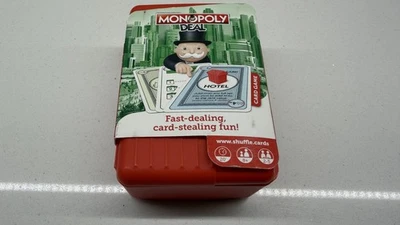 MONOPOLY
DEAL
HOTEL
CARD GAME
Fast-dealing,
card-stealing fun!
www.shuffle.cards